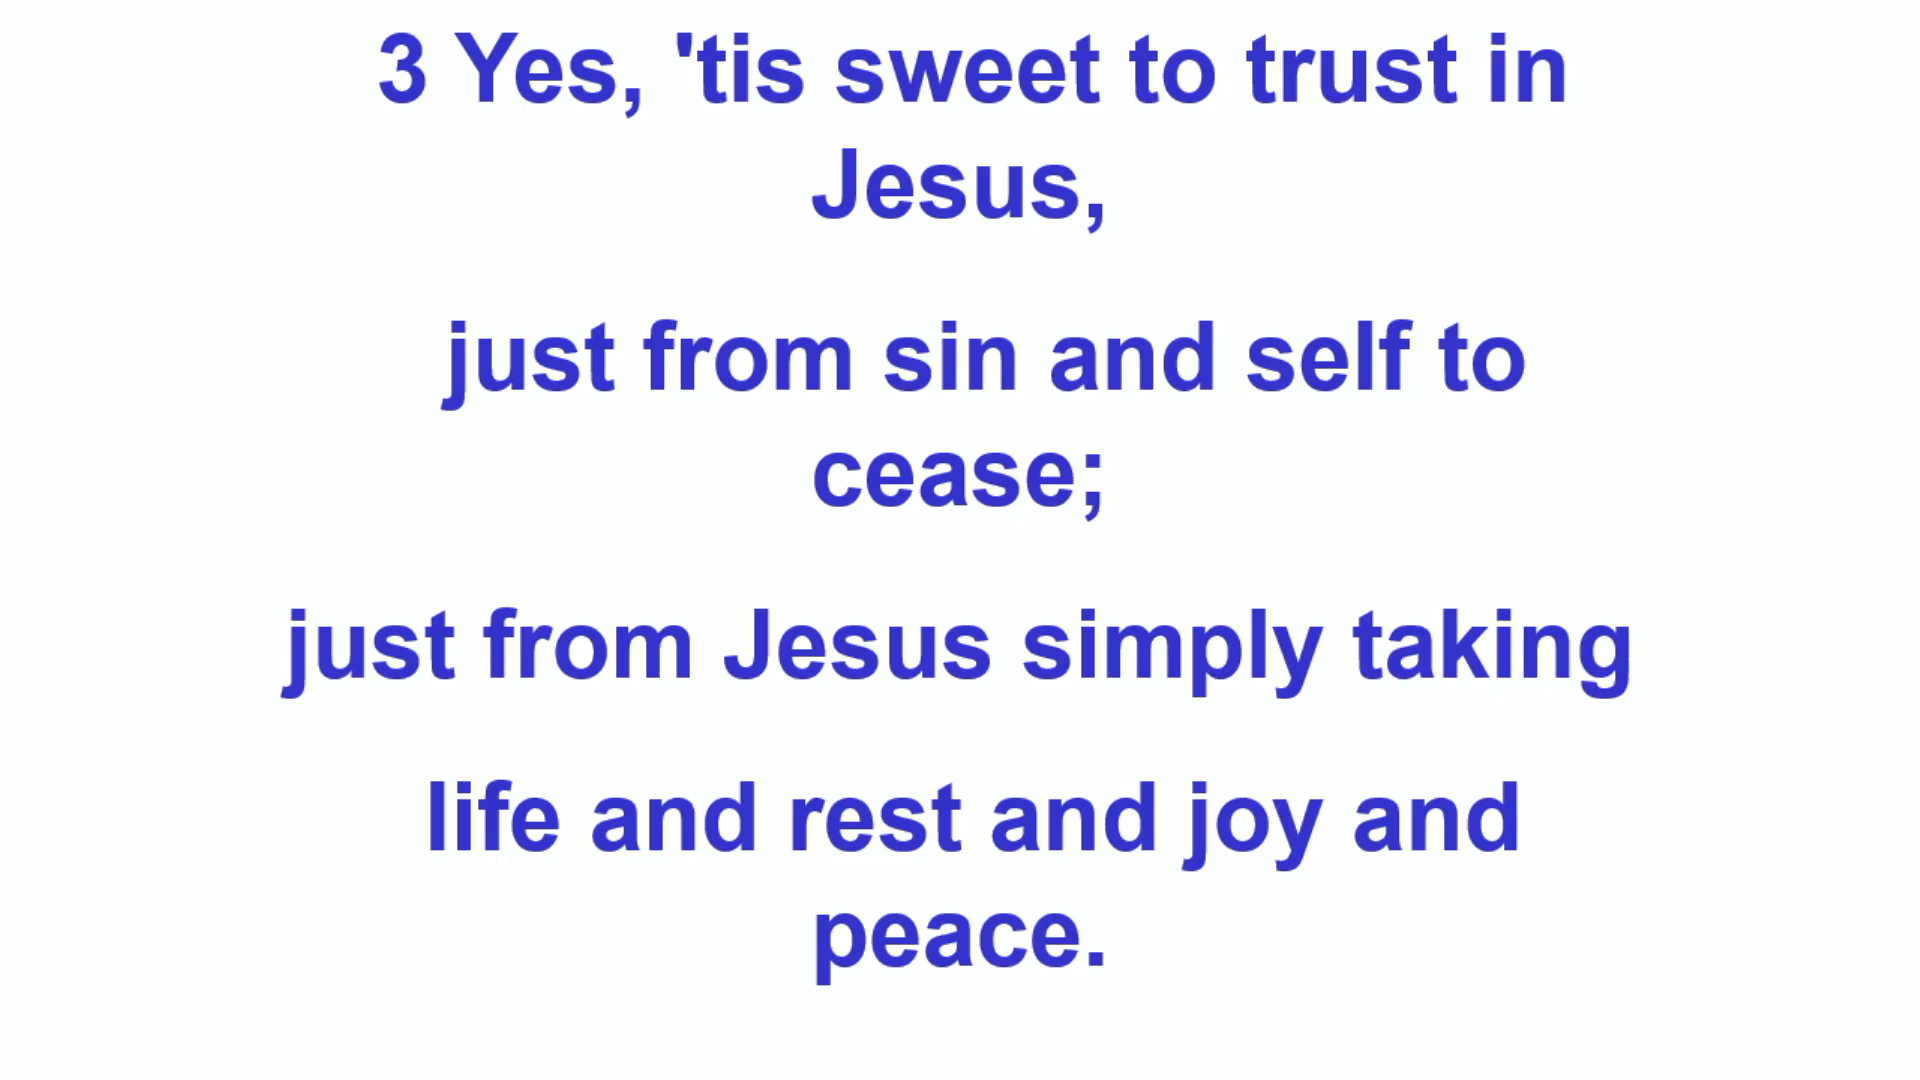 3 Yes, 'tis sweet to trust in
Jesus,
just from sin and self to
cease;
just from Jesus simply taking
life and rest and joy and
peace.